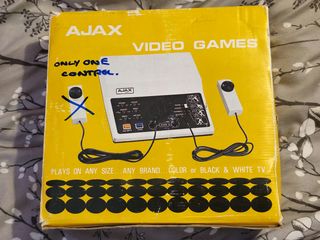 AJAX
VIDEO GAMES
ONLY ONE
CONTROL.
AJAX
PLAYS ON ANY SIZE... ANY BRAND... COLOR or BLACK & WHITE TV